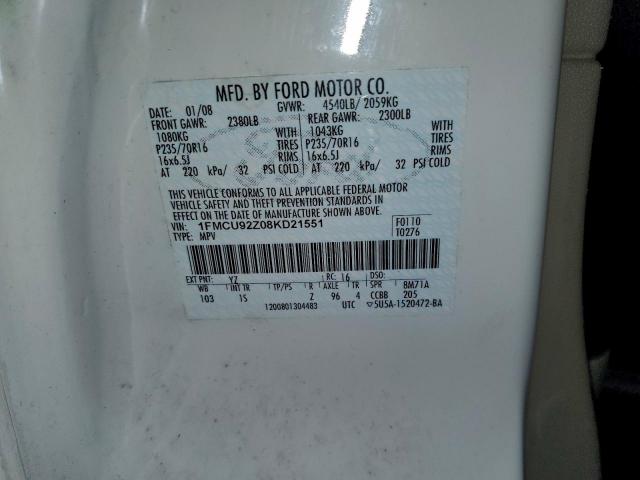 MFD. BY FORD MOTOR CO.
DATE: 01/08 GVWR: 4540LB/ 2059KG
FRONT GAWR: 2380LB REAR GAWR: 2300LB
1080KG WITH 1043KG WITH
P235/70R16 TIRES P235/70R16 TIRES
16x6.5J RIMS 16x6.5J RIMS
AT 220 kPa/ 32 PSI COLD AT 220 kPa/ 32 PSI COLD
THIS VEHICLE CONFORMS TO ALL APPLICABLE FEDERAL MOTOR
VEHICLE SAFETY AND THEFT PREVENTION STANDARDS IN
EFFECT ON THE DATE OF MANUFACTURE SHOWN ABOVE.
VIN: 1FMCU92Z08KD21551 F0110
TYPE: MPV T0276
EXT PNT: YZ RC: 16 DSO:
WB INT TR TP/PS R AXLE TR SPR 8M71A
103 1S Z 96 4 CCBB 205
1200801304483 UTC 5U5A-1520472-BA